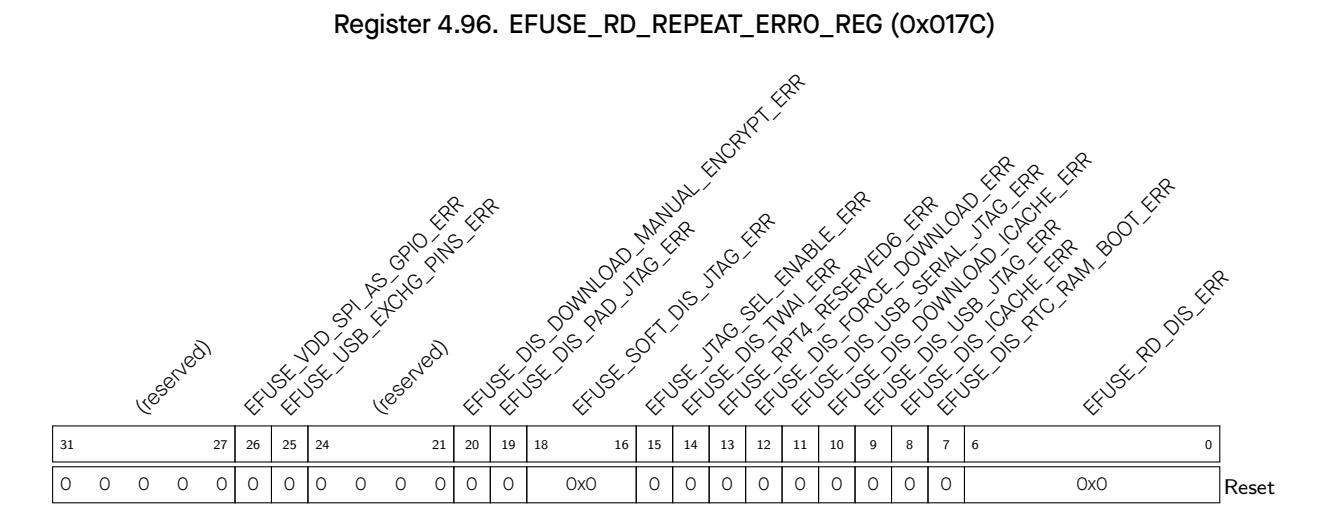 Register 4.96. EFUSE_RD_REPEAT_ERR0_REG (0x017C)
(reserved)
EFUSE_VDD_SPI_AS_GPIO_ERR
EFUSE_USB_EXCHG_PINS_ERR
(reserved)
EFUSE_DIS_DOWNLOAD_MANUAL_ENCRYPT_ERR
EFUSE_DIS_PAD_JTAG_ERR
EFUSE_SOFT_DIS_JTAG_ERR
EFUSE_JTAG_SEL_ENABLE_ERR
EFUSE_DIS_TWAI_ERR
EFUSE_RPT4_RESERVED6_ERR
EFUSE_DIS_FORCE_DOWNLOAD_ERR
EFUSE_DIS_USB_SERIAL_JTAG_ERR
EFUSE_DIS_DOWNLOAD_ICACHE_ERR
EFUSE_DIS_USB_JTAG_ERR
EFUSE_DIS_ICACHE_ERR
EFUSE_DIS_RTC_RAM_BOOT_ERR
EFUSE_RD_DIS_ERR
31 27 26 25 24 21 20 19 18 16 15 14 13 12 11 10 9 8 7 6 0
0 0 0 0 0 0 0 0 0 0 0 0 0 0x0 0 0 0 0 0 0 0 0 0 0x0 Reset